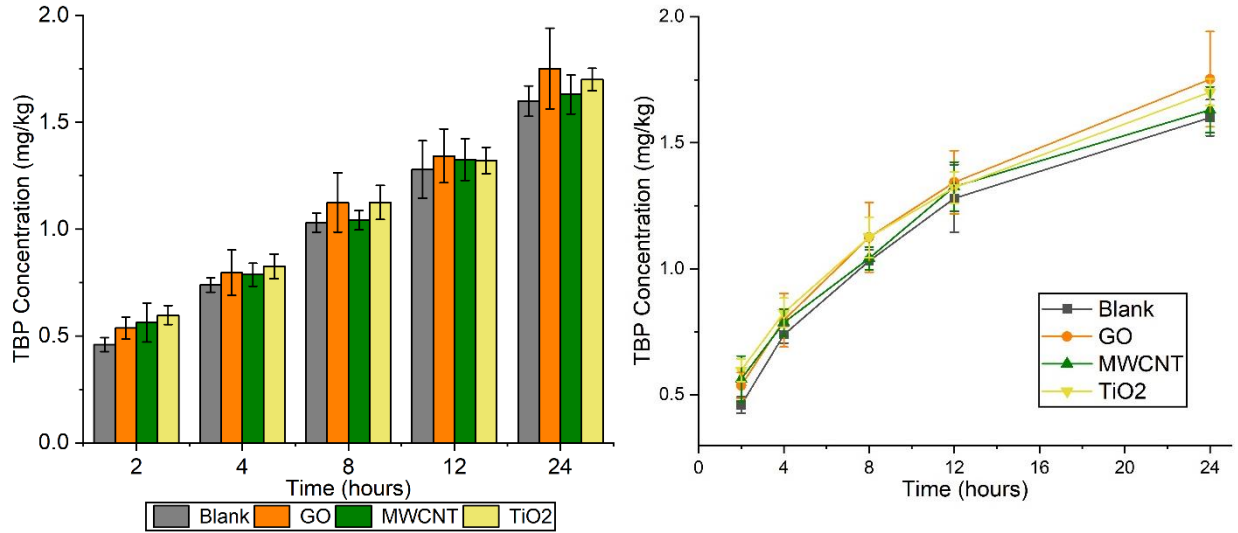 TBP Concentration (mg/kg)
2.0
1.5
1.0
0.5
0.0
2 4 8 12 24
Time (hours)
Blank GO MWCNT TiO2
TBP Concentration (mg/kg)
2.0
1.5
1.0
0.5
0 4 8 12 16 20 24
Time (hours)
Blank
GO
MWCNT
TiO2